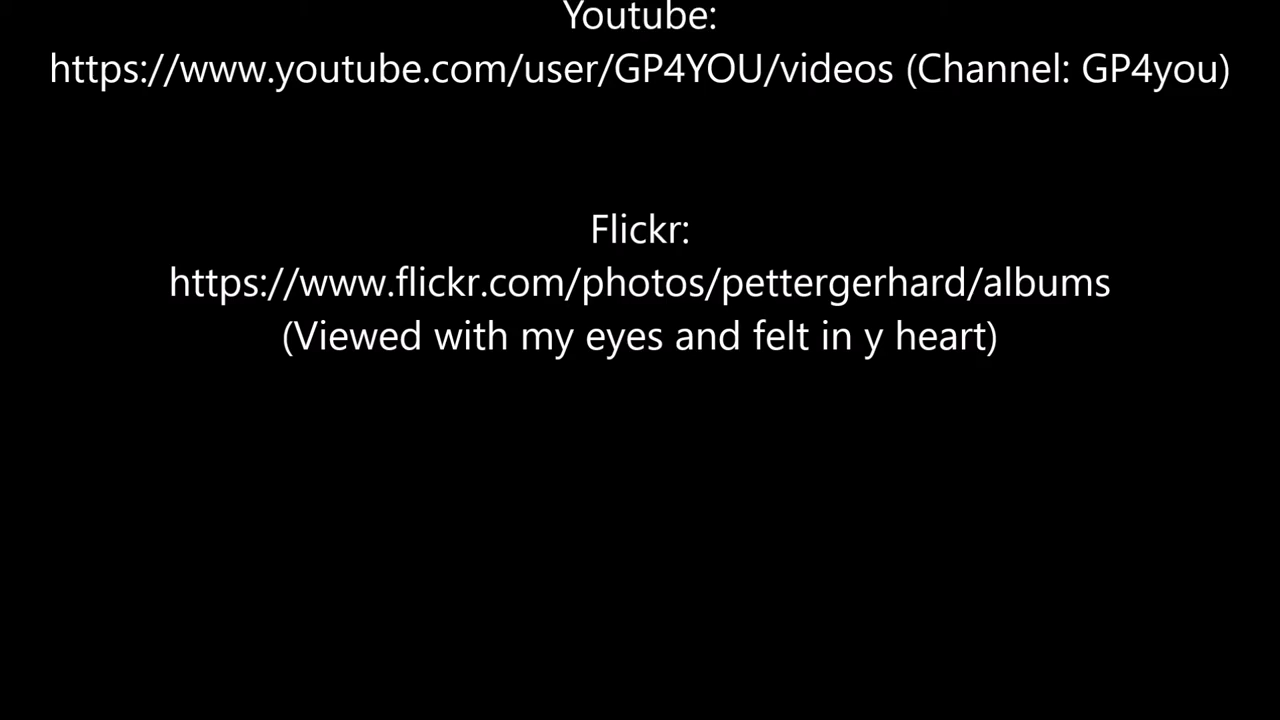 Youtube:
https://www.youtube.com/user/GP4YOU/videos (Channel: GP4you)
Flickr:
https://www.flickr.com/photos/pettergerhard/albums
(Viewed with my eyes and felt in y heart)